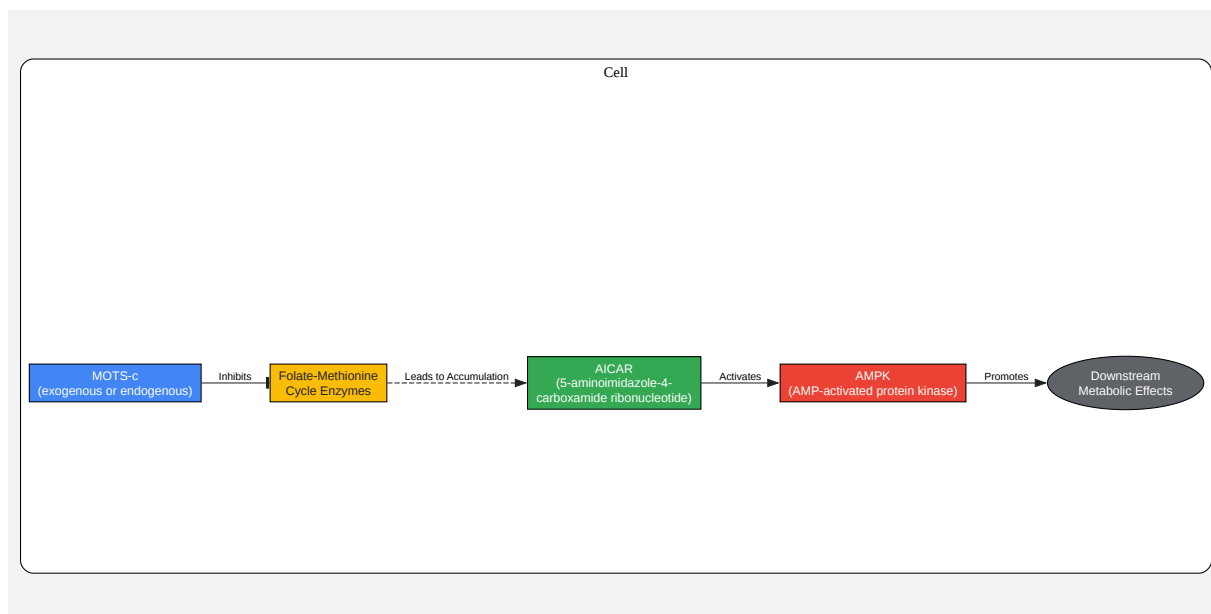 Cell
MOTS-c
(exogenous or endogenous)
Inhibits
Folate-Methionine
Cycle Enzymes
Leads to Accumulation
AICAR
(5-aminoimidazole-4-
carboxamide ribonucleotide)
Activates
AMPK
(AMP-activated protein kinase)
Promotes
Downstream
Metabolic Effects